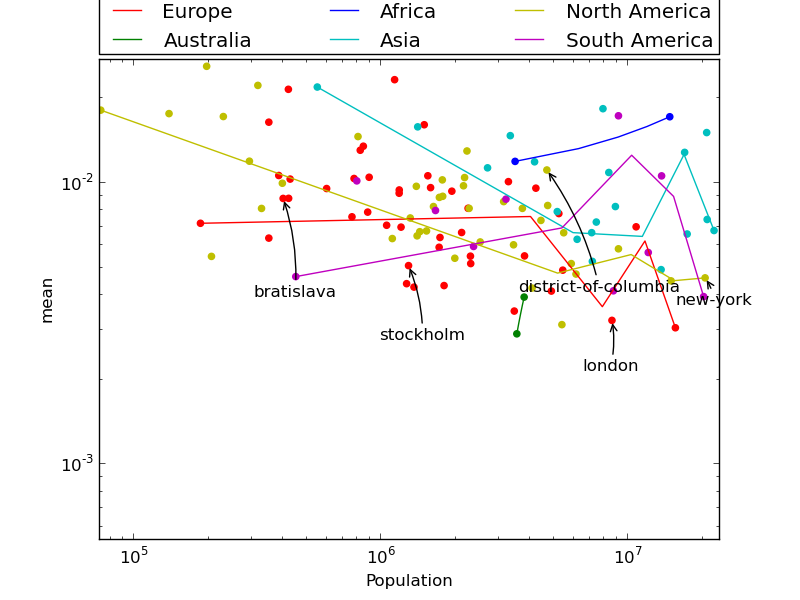 Europe Africa North America
Australia Asia South America
10^-2
10^-3
mean
bratislava
stockholm
district-of-columbia
new-york
london
10^5 10^6 10^7
Population